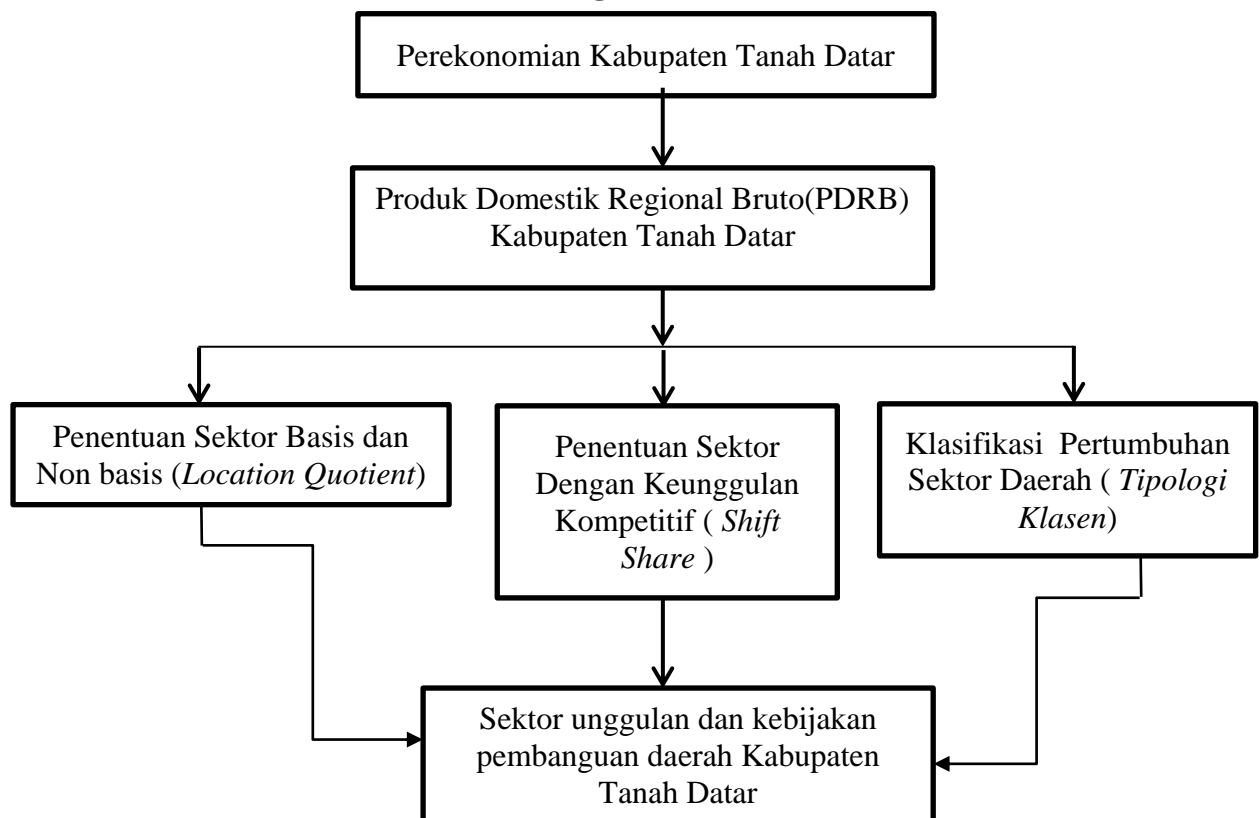 Perekonomian Kabupaten Tanah Datar
Produk Domestik Regional Bruto(PDRB)
Kabupaten Tanah Datar
Penentuan Sektor Basis dan
Non basis (Location Quotient)
Penentuan Sektor
Dengan Keunggulan
Kompetitif ( Shift
Share )
Klasifikasi Pertumbuhan
Sektor Daerah ( Tipologi
Klasen)
Sektor unggulan dan kebijakan
pembanguan daerah Kabupaten
Tanah Datar